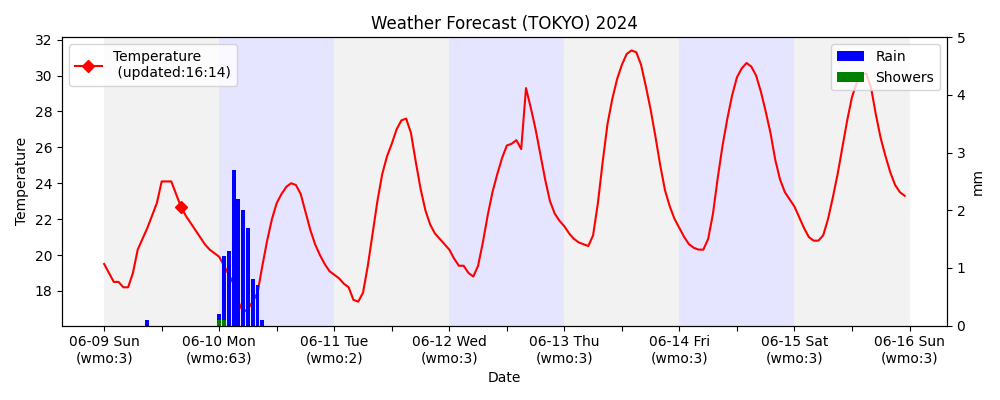 Weather Forecast (TOKYO) 2024
Temperature
(updated:16:14)
Rain
Showers
Temperature
32
30
28
26
24
22
20
18
5
4
3
2
1
0
mm
06-09 Sun
(wmo:3)
06-10 Mon
(wmo:63)
06-11 Tue
(wmo:2)
06-12 Wed
(wmo:3)
06-13 Thu
(wmo:3)
06-14 Fri
(wmo:3)
06-15 Sat
(wmo:3)
06-16 Sun
(wmo:3)
Date